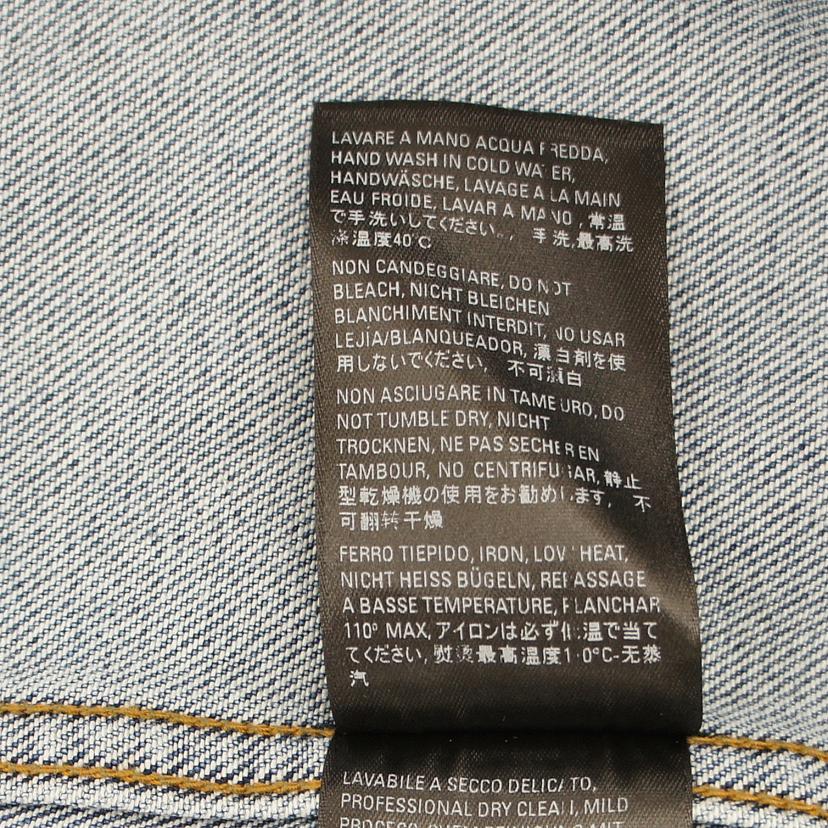 LAVARE A MANO ACQUA FREDDA,
HAND WASH IN COLD WATER,
HANDWÄSCHE, LAVAGE A LA MAIN
EAU FROIDE, LAVAR A MANO , 常温
で手洗いしてください... 手洗,最高洗
涤温度40℃
NON CANDEGGIARE, DO NOT
BLEACH, NICHT BLEICHEN
BLANCHIMENT INTERDIT, NO USAR
LEJIA/BLANQUEADOR, 漂白剤を使
用しないでください, 不可漂白
NON ASCIUGARE IN TAMBURO, DO
NOT TUMBLE DRY, NICHT
TROCKNEN, NE PAS SECHER EN
TAMBOUR, NO CENTRIFUGAR, 静止
型乾燥機の使用をお勧めします, 不
可翻转干燥
FERRO TIEPIDO, IRON, LOW HEAT,
NICHT HEISS BÜGELN, REPASSAGE
A BASSE TEMPERATURE, PLANCHAR
110° MAX, アイロンは必ず低温で当て
てください, 熨烫最高温度110°C-无蒸
汽
LAVABILE A SECCO DELICATO,
PROFESSIONAL DRY CLEAN, MILD